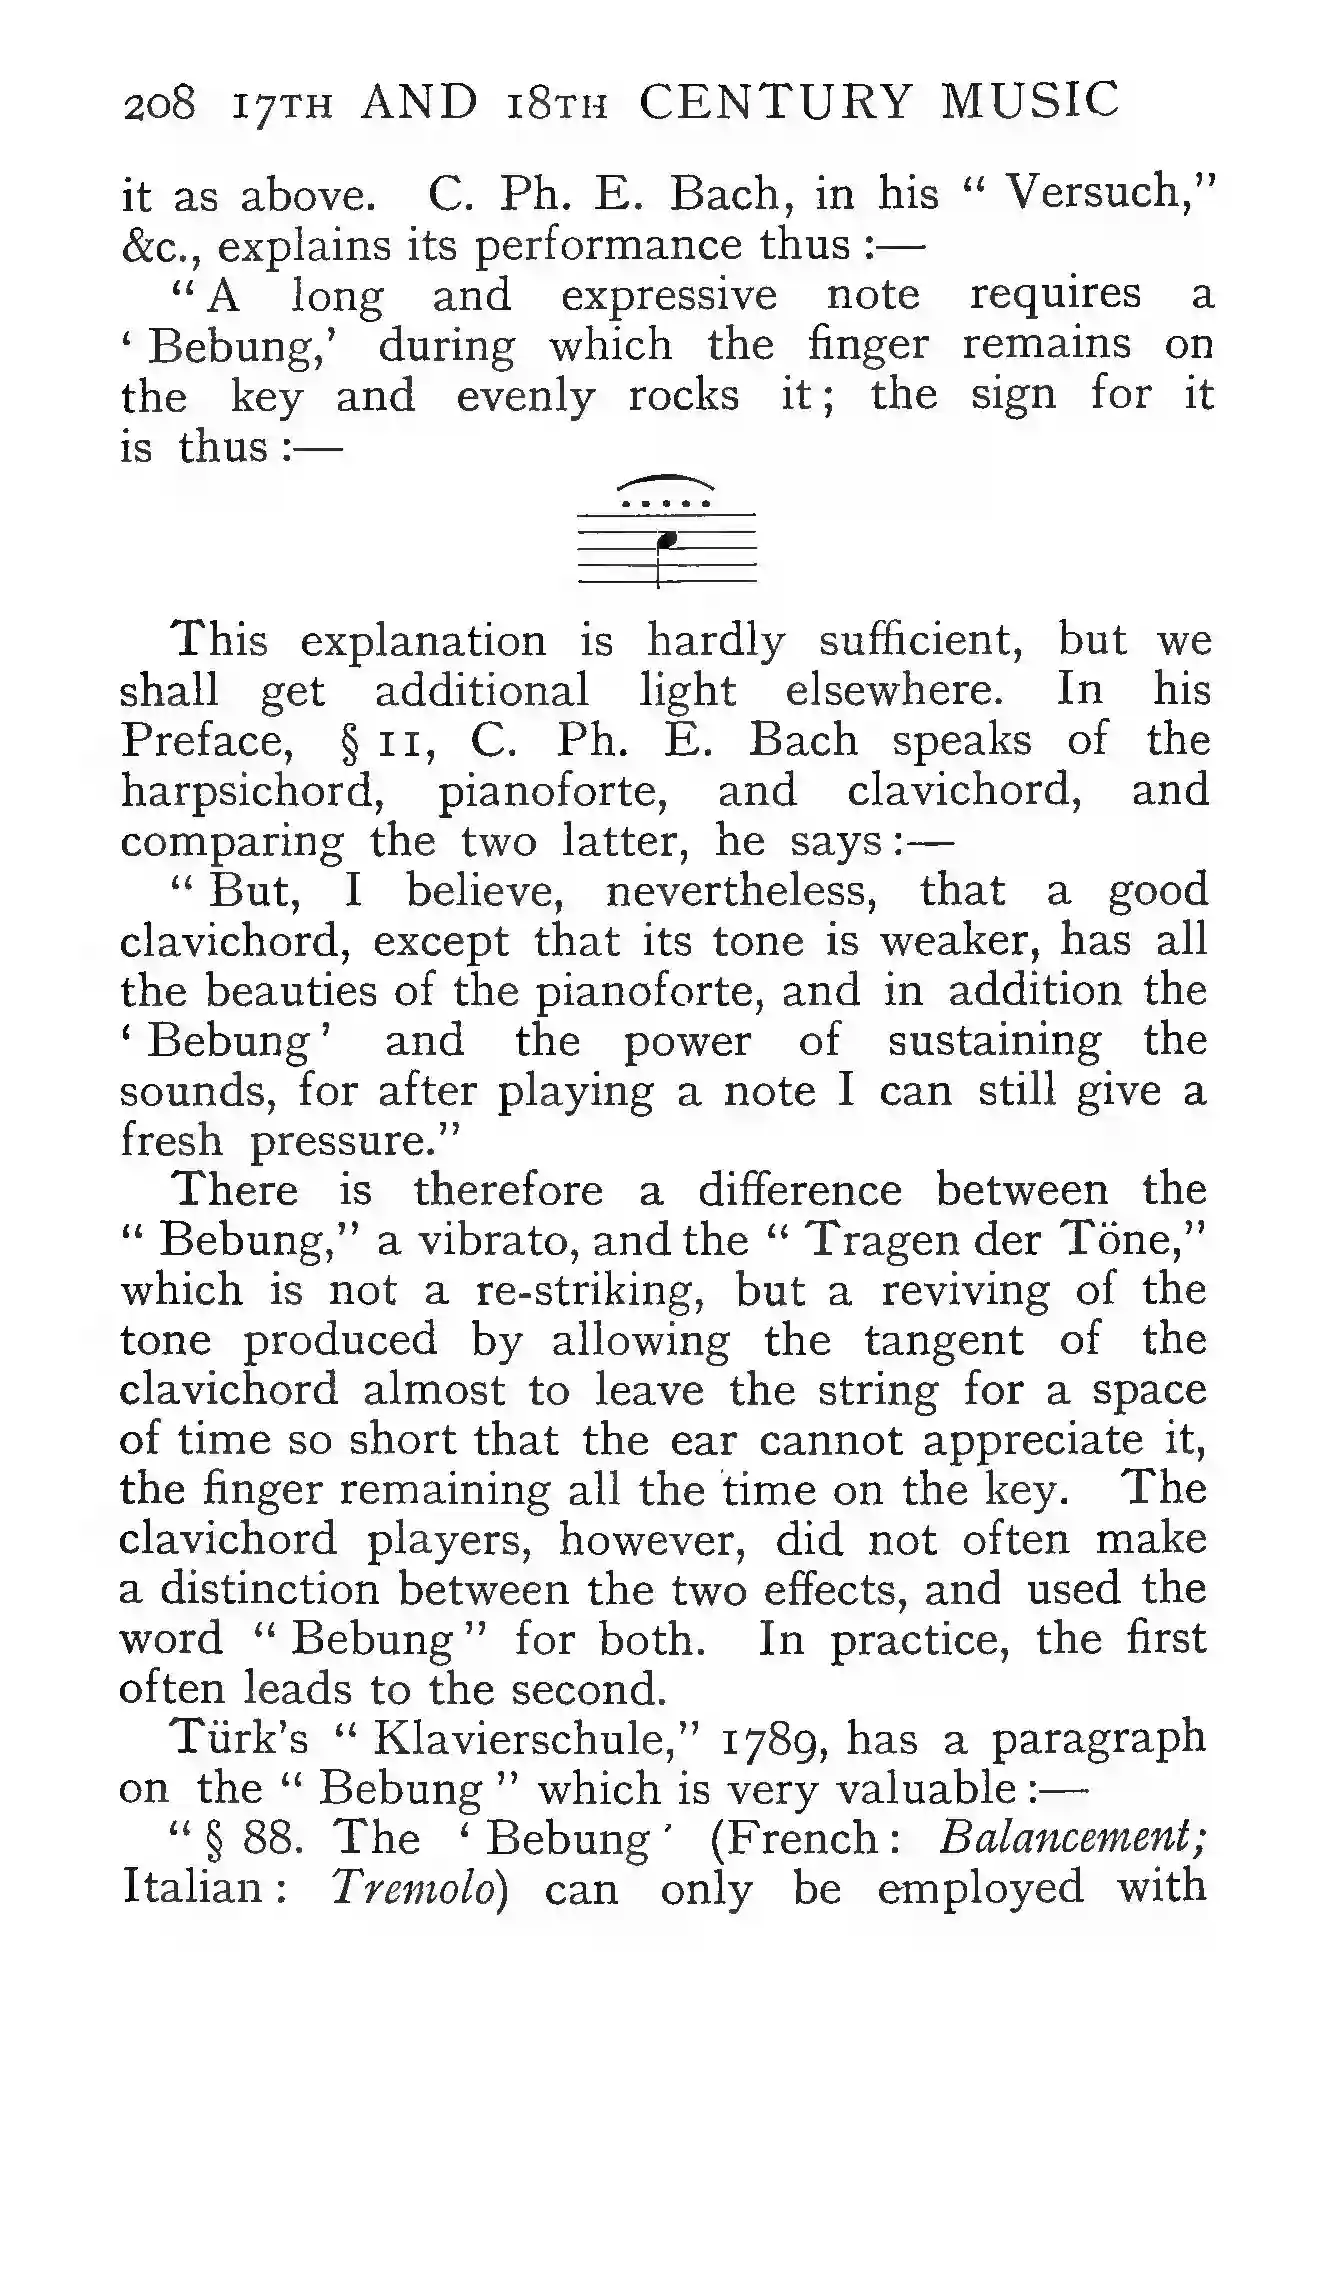 208 17TH AND 18TH CENTURY MUSIC
it as above. C. Ph. E. Bach, in his “ Versuch,”
&c., explains its performance thus :—
“ A long and expressive note requires a
‘ Bebung,’ during which the finger remains on
the key and evenly rocks it ; the sign for it
is thus :—
This explanation is hardly sufficient, but we
shall get additional light elsewhere. In his
Preface, § 11, C. Ph. E. Bach speaks of the
harpsichord, pianoforte, and clavichord, and
comparing the two latter, he says :—
“ But, I believe, nevertheless, that a good
clavichord, except that its tone is weaker, has all
the beauties of the pianoforte, and in addition the
‘ Bebung ’ and the power of sustaining the
sounds, for after playing a note I can still give a
fresh pressure.”
There is therefore a difference between the
“ Bebung,” a vibrato, and the “ Tragen der Töne,”
which is not a re-striking, but a reviving of the
tone produced by allowing the tangent of the
clavichord almost to leave the string for a space
of time so short that the ear cannot appreciate it,
the finger remaining all the time on the key. The
clavichord players, however, did not often make
a distinction between the two effects, and used the
word “ Bebung ” for both. In practice, the first
often leads to the second.
Türk’s “ Klavierschule,” 1789, has a paragraph
on the “ Bebung ” which is very valuable :—
“ § 88. The ‘ Bebung ’ (French : Balancement;
Italian : Tremolo) can only be employed with